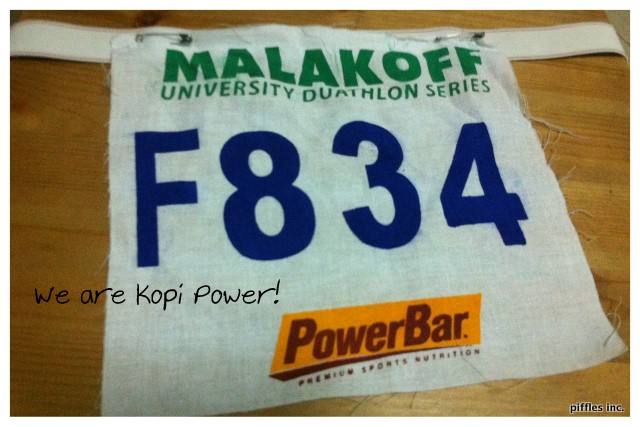 MALAKOFF
UNIVERSITY DUATHLON SERIES
F834
We are Kopi Power!
PowerBar
PREMIUM SPORTS NUTRITION
piffles inc.